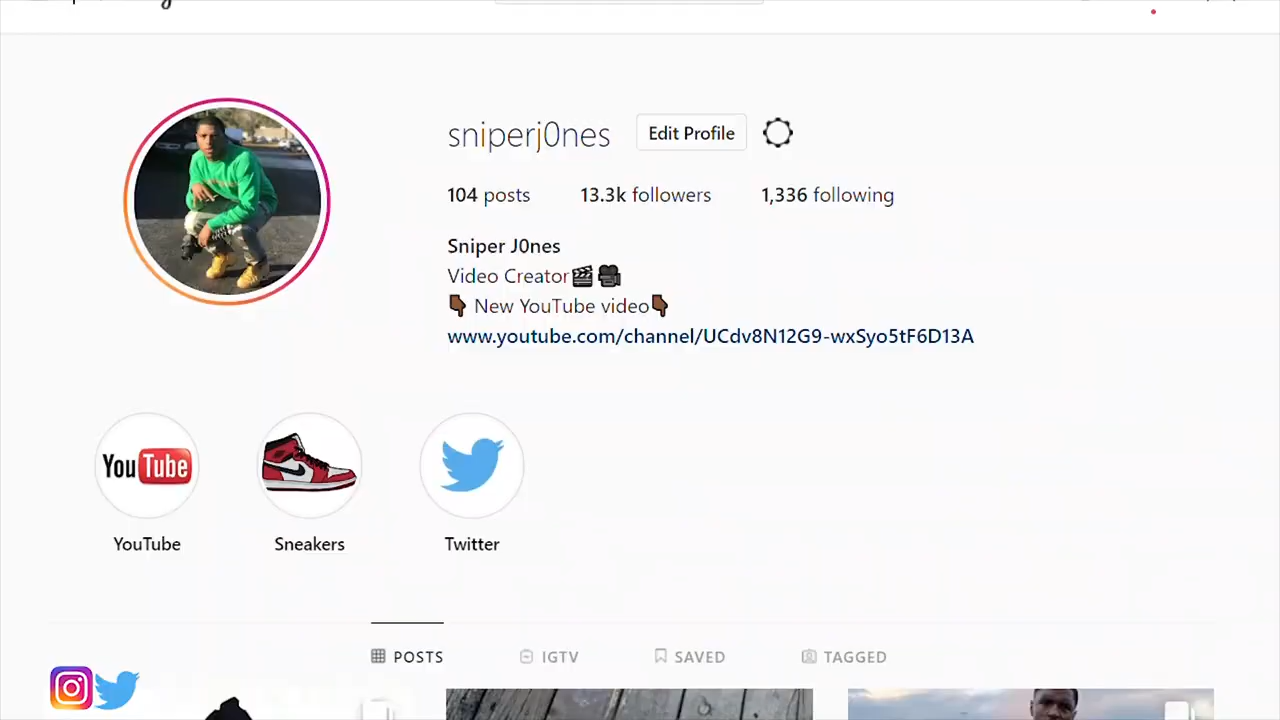 sniperj0nes Edit Profile
104 posts 13.3k followers 1,336 following
Sniper J0nes
Video Creator🎬🎥
👇🏾 New YouTube video👇🏾
www.youtube.com/channel/UCdv8N12G9-wxSyo5tF6D13A
YouTube
YouTube Sneakers Twitter
POSTS IGTV SAVED TAGGED